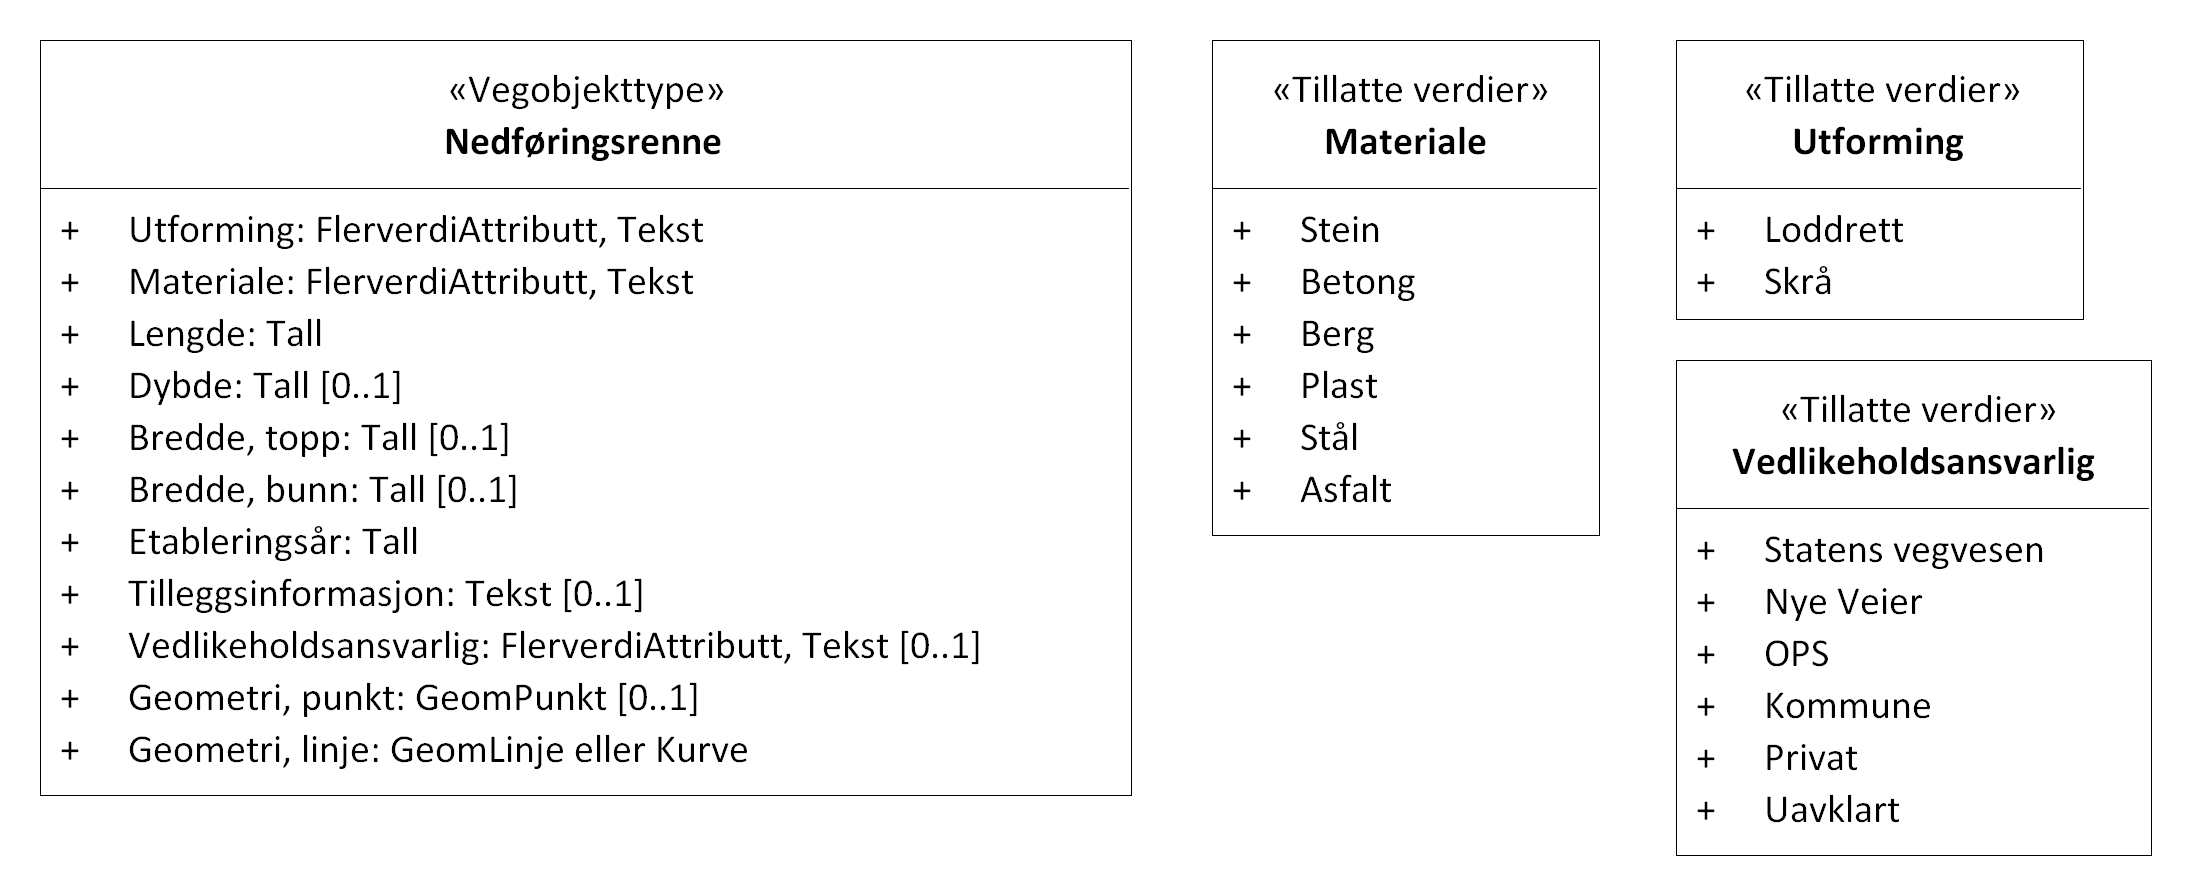 «Vegobjekttype»
Nedføringsrenne
+ Utforming: FlerverdiAttributt, Tekst
+ Materiale: FlerverdiAttributt, Tekst
+ Lengde: Tall
+ Dybde: Tall [0..1]
+ Bredde, topp: Tall [0..1]
+ Bredde, bunn: Tall [0..1]
+ Etableringsår: Tall
+ Tilleggsinformasjon: Tekst [0..1]
+ Vedlikeholdsansvarlig: FlerverdiAttributt, Tekst [0..1]
+ Geometri, punkt: GeomPunkt [0..1]
+ Geometri, linje: GeomLinje eller Kurve
«Tillatte verdier»
Materiale
+ Stein
+ Betong
+ Berg
+ Plast
+ Stål
+ Asfalt
«Tillatte verdier»
Utforming
+ Loddrett
+ Skrå
«Tillatte verdier»
Vedlikeholdsansvarlig
+ Statens vegvesen
+ Nye Veier
+ OPS
+ Kommune
+ Privat
+ Uavklart